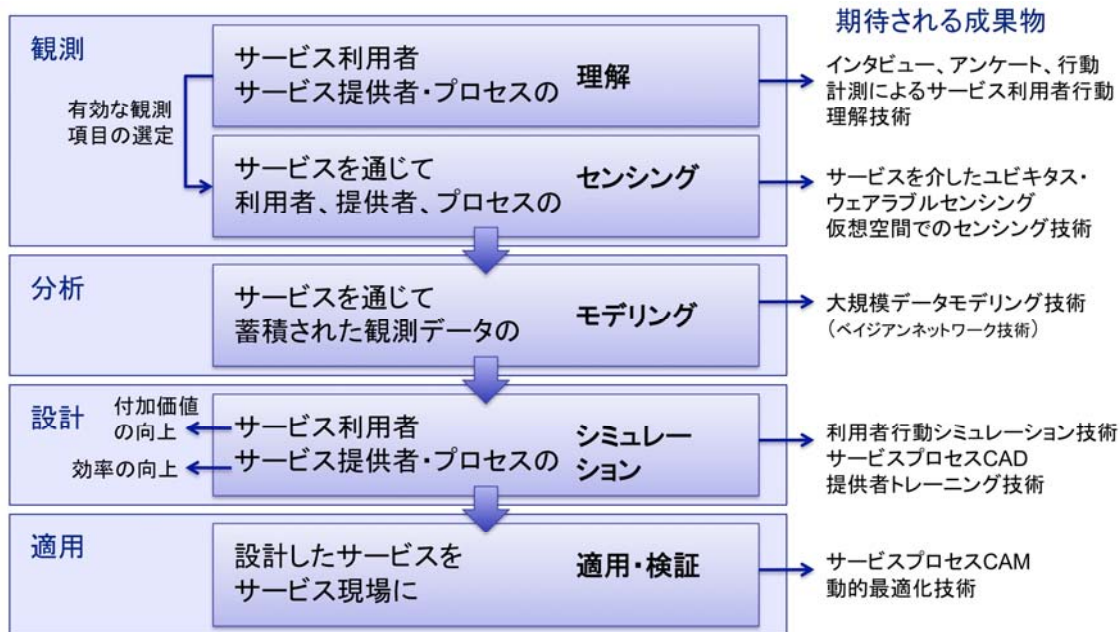 期待される成果物
観測
サービス利用者
サービス提供者・プロセスの
理解
インタビュー、アンケート、行動
計測によるサービス利用者行動
理解技術
有効な観測
項目の選定
サービスを通じて
利用者、提供者、プロセスの
センシング
サービスを介したユビキタス・
ウェアラブルセンシング
仮想空間でのセンシング技術
分析
サービスを通じて
蓄積された観測データの
モデリング
大規模データモデリング技術
(ベイジアンネットワーク技術)
設計
付加価値
の向上
効率の向上
サービス利用者
サービス提供者・プロセスの
シミュレー
ション
利用者行動シミュレーション技術
サービスプロセスCAD
提供者トレーニング技術
適用
設計したサービスを
サービス現場に
適用・検証
サービスプロセスCAM
動的最適化技術